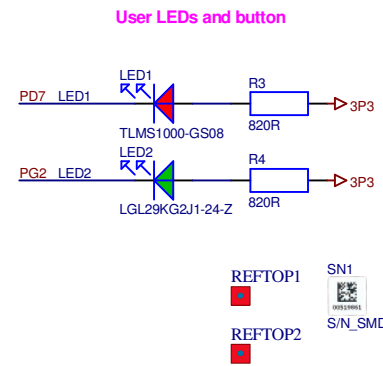 User LEDs and button
LED1
R3
PD7 LED1
3P3
TLMS1000-GS08
820R
LED2
R4
PG2 LED2
3P3
LGL29KG2J1-24-Z
820R
REFTOP1
SN1
00519861
S/N_SMD
REFTOP2